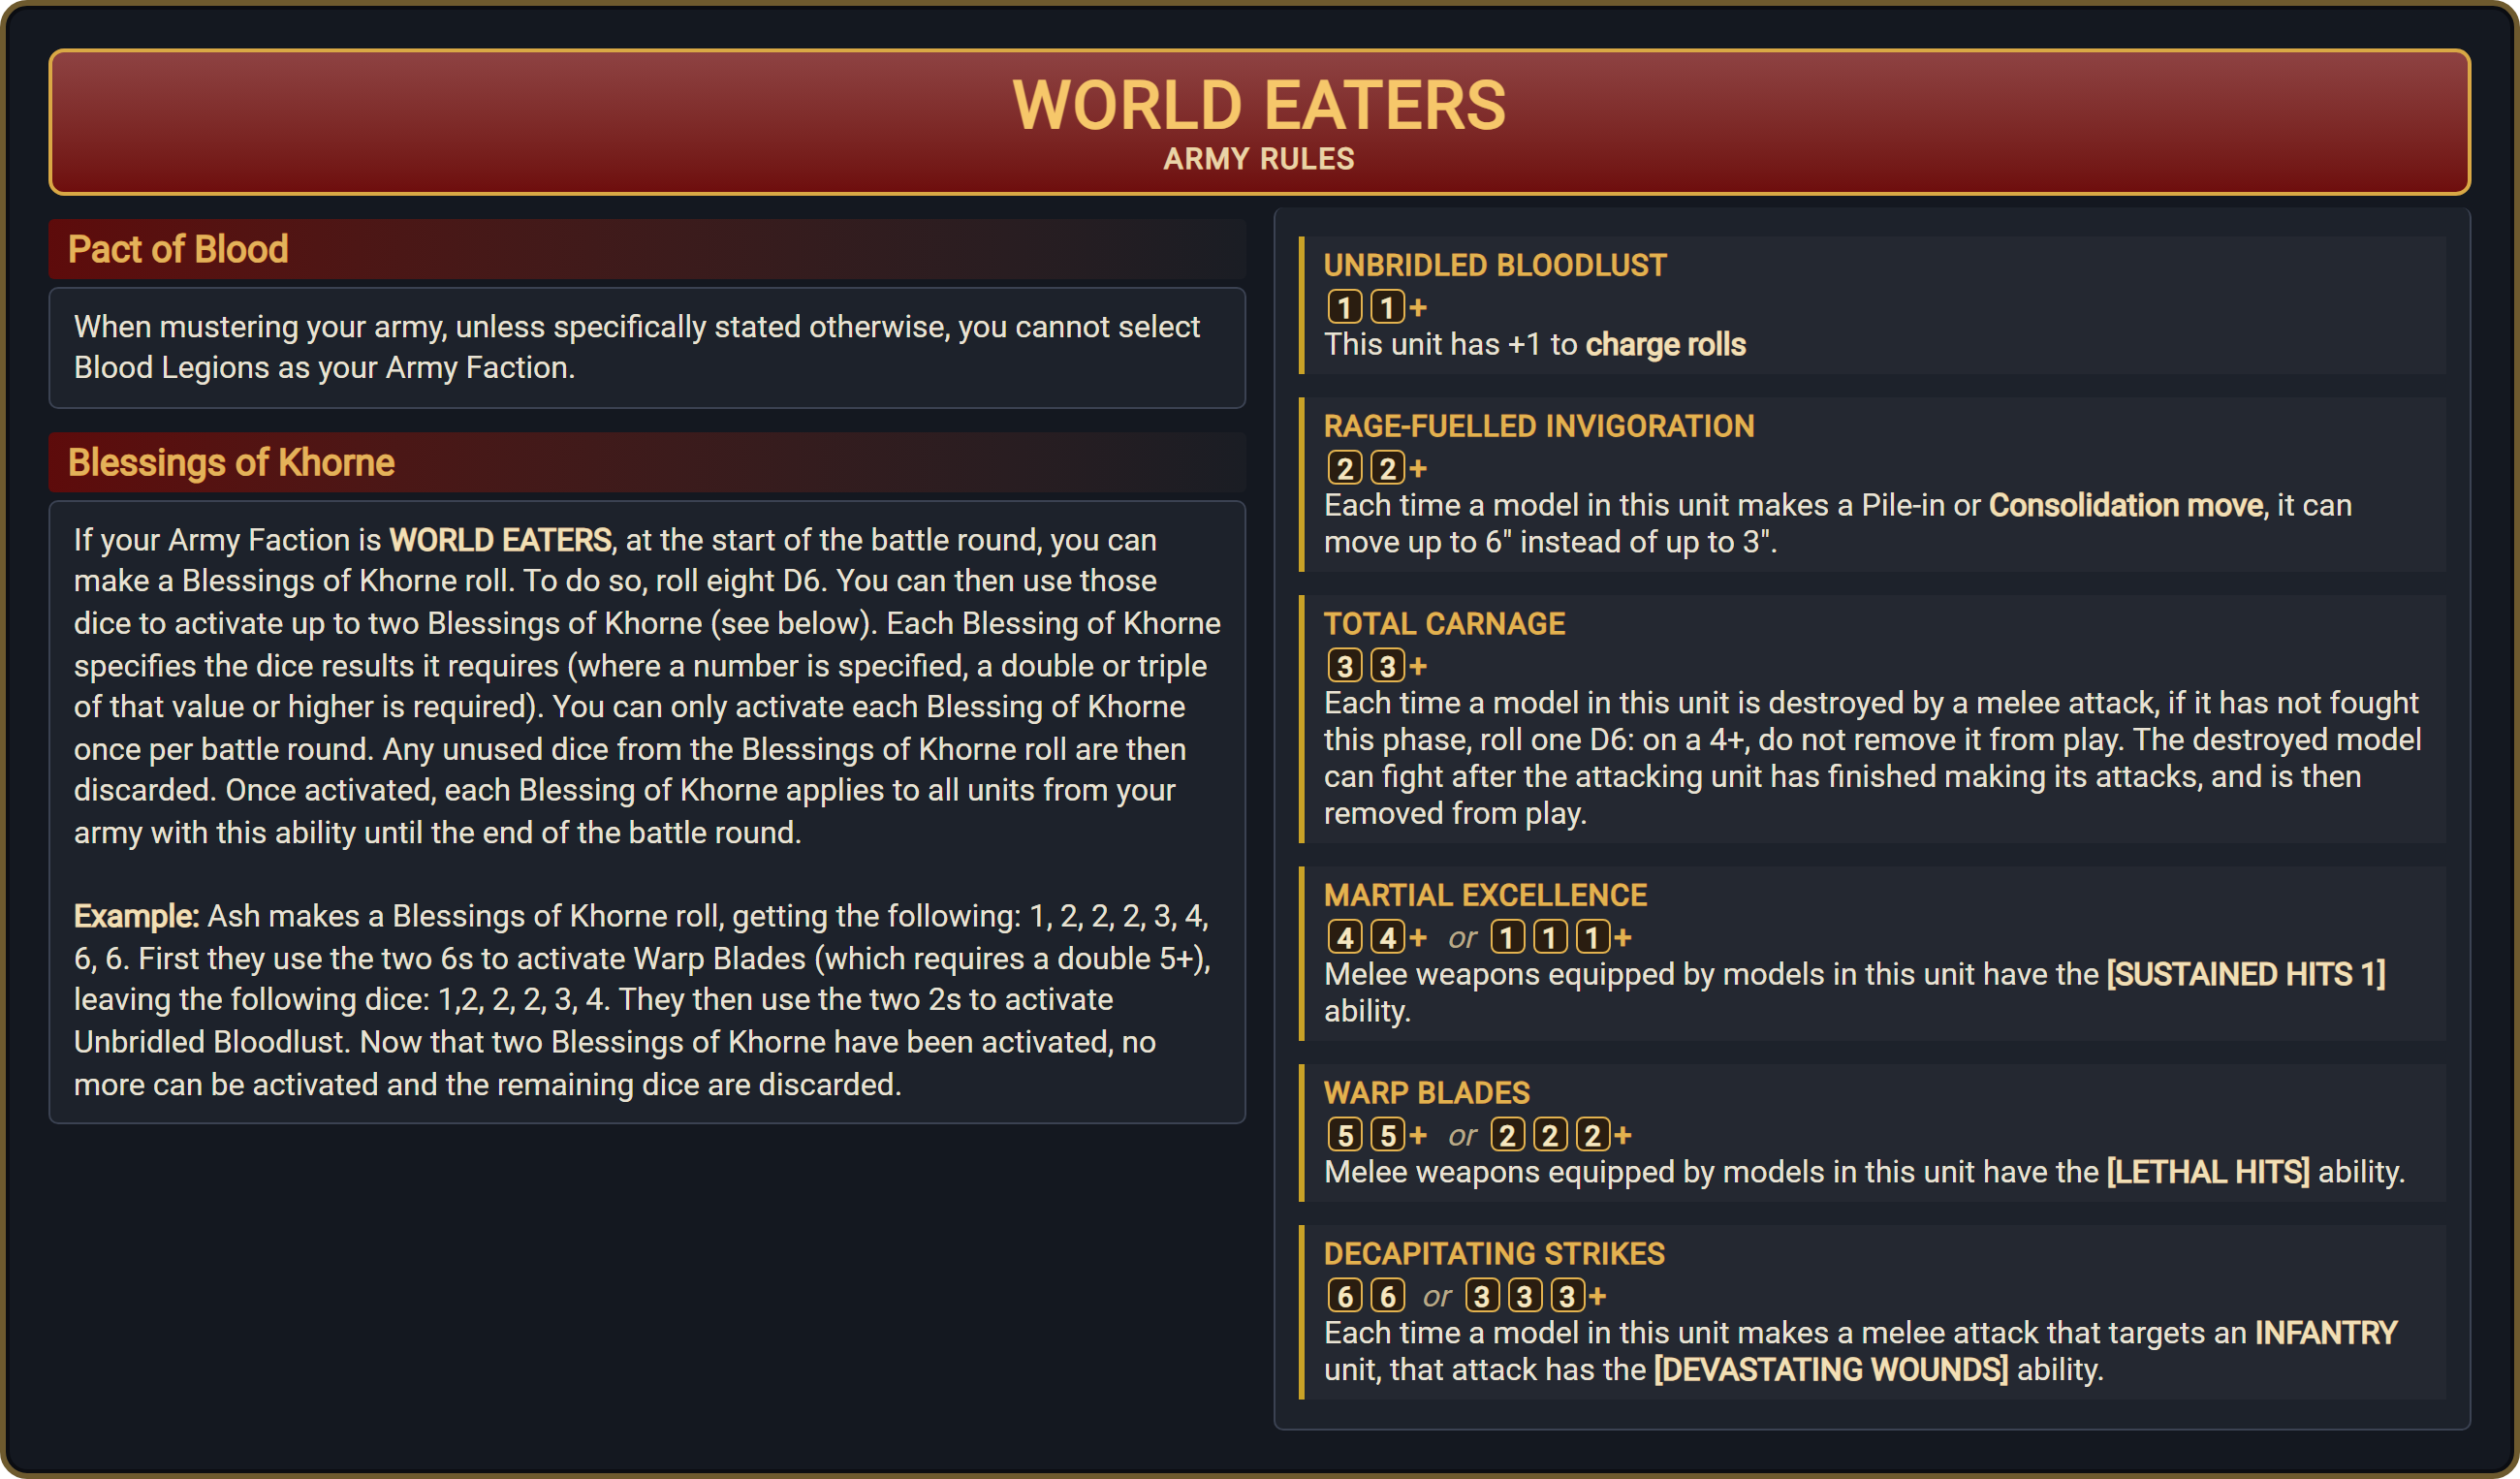 WORLD EATERS
ARMY RULES
Pact of Blood
When mustering your army, unless specifically stated otherwise, you cannot select
Blood Legions as your Army Faction.
Blessings of Khorne
If your Army Faction is WORLD EATERS, at the start of the battle round, you can
make a Blessings of Khorne roll. To do so, roll eight D6. You can then use those
dice to activate up to two Blessings of Khorne (see below). Each Blessing of Khorne
specifies the dice results it requires (where a number is specified, a double or triple
of that value or higher is required). You can only activate each Blessing of Khorne
once per battle round. Any unused dice from the Blessings of Khorne roll are then
discarded. Once activated, each Blessing of Khorne applies to all units from your
army with this ability until the end of the battle round.
Example: Ash makes a Blessings of Khorne roll, getting the following: 1, 2, 2, 2, 3, 4,
6, 6. First they use the two 6s to activate Warp Blades (which requires a double 5+),
leaving the following dice: 1,2, 2, 2, 3, 4. They then use the two 2s to activate
Unbridled Bloodlust. Now that two Blessings of Khorne have been activated, no
more can be activated and the remaining dice are discarded.
UNBRIDLED BLOODLUST
1 1+
This unit has +1 to charge rolls
RAGE-FUELLED INVIGORATION
2 2+
Each time a model in this unit makes a Pile-in or Consolidation move, it can
move up to 6" instead of up to 3".
TOTAL CARNAGE
3 3+
Each time a model in this unit is destroyed by a melee attack, if it has not fought
this phase, roll one D6: on a 4+, do not remove it from play. The destroyed model
can fight after the attacking unit has finished making its attacks, and is then
removed from play.
MARTIAL EXCELLENCE
4 4+ or 1 1 1+
Melee weapons equipped by models in this unit have the [SUSTAINED HITS 1]
ability.
WARP BLADES
5 5+ or 2 2 2+
Melee weapons equipped by models in this unit have the [LETHAL HITS] ability.
DECAPITATING STRIKES
6 6 or 3 3 3+
Each time a model in this unit makes a melee attack that targets an INFANTRY
unit, that attack has the [DEVASTATING WOUNDS] ability.